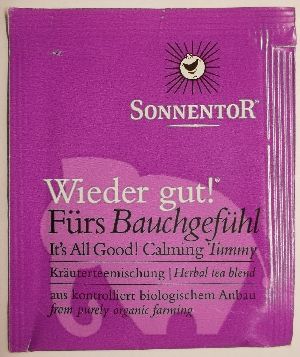 SONNENTOR®
Wieder gut!™
Fürs Bauchgefühl
It's All Good! Calming Tummy
Kräuterteemischung | Herbal tea blend
aus kontrolliert biologischem Anbau
from purely organic farming